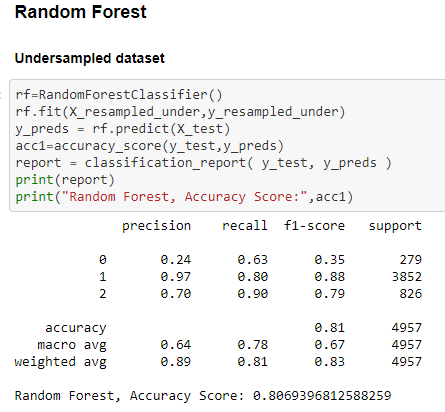 Random Forest
Undersampled dataset
rf=RandomForestClassifier()
rf.fit(X_resampled_under,y_resampled_under)
y_preds = rf.predict(X_test)
acc1=accuracy_score(y_test,y_preds)
report = classification_report( y_test, y_preds )
print(report)
print("Random Forest, Accuracy Score:",acc1)
precision recall f1-score support
0 0.24 0.63 0.35 279
1 0.97 0.80 0.88 3852
2 0.70 0.90 0.79 826
accuracy 0.81 4957
macro avg 0.64 0.78 0.67 4957
weighted avg 0.89 0.81 0.83 4957
Random Forest, Accuracy Score: 0.8069396812588259